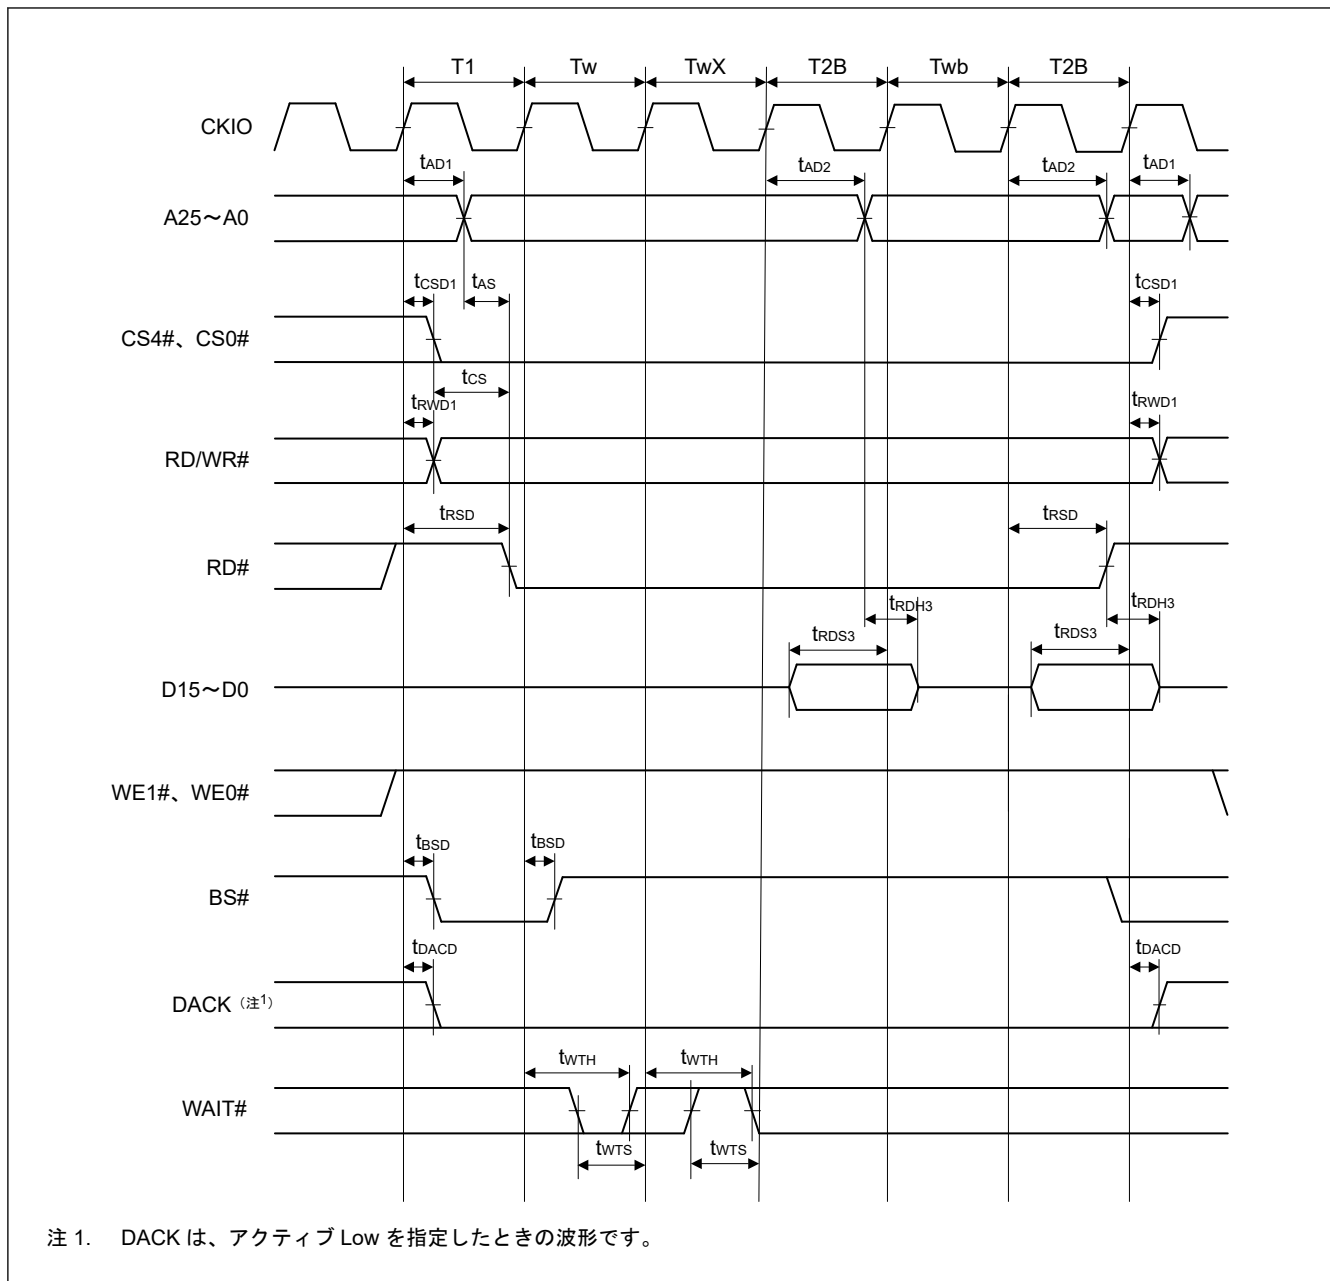 T1 Tw TwX T2B Twb T2B
CKIO
tAD1 tAD2 tAD2 tAD1
A25～A0
tCSD1 tAS tCSD1
CS4#、CS0#
tCS
tRWD1 tRWD1
RD/WR#
tRSD tRSD
RD#
tRDH3 tRDH3
tRDS3 tRDS3
D15～D0
WE1#、WE0#
tBSD tBSD
BS#
tDACD tDACD
DACK（注1）
tWTH tWTH
WAIT#
tWTS tWTS
注 1. DACK は、アクティブ Low を指定したときの波形です。